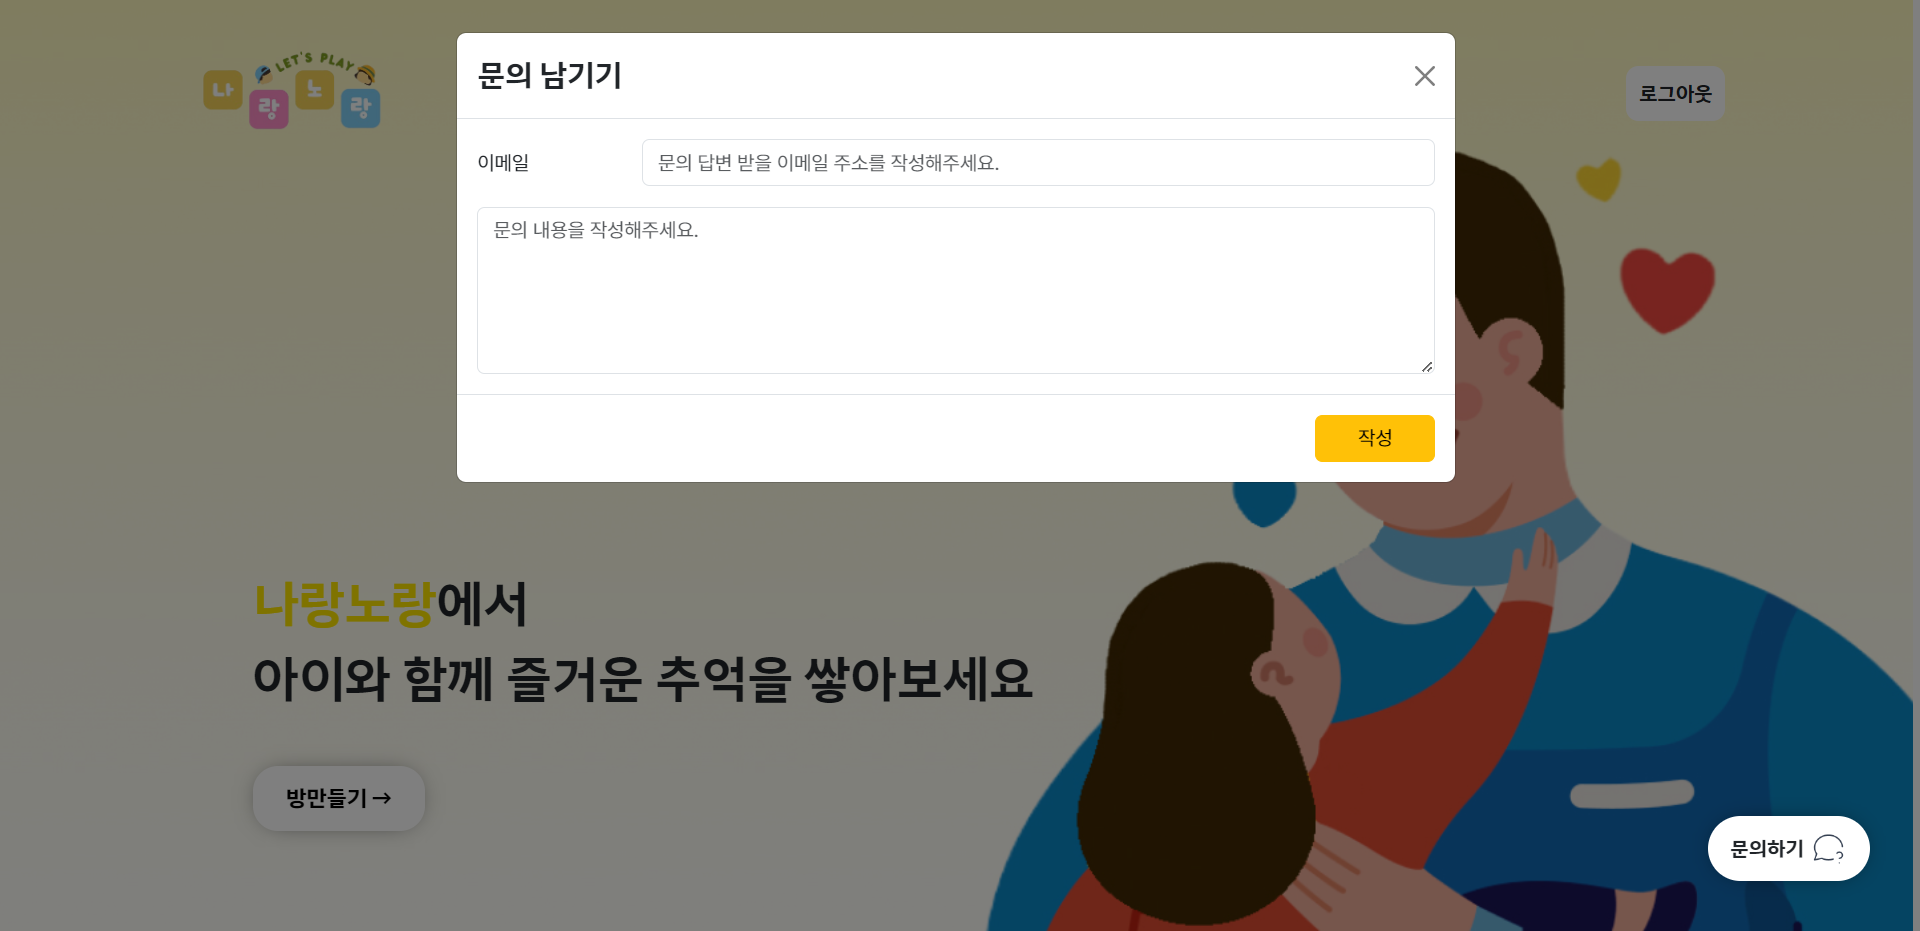 LET'S PLAY
나랑노랑
로그아웃
문의 남기기
이메일
문의 답변 받을 이메일 주소를 작성해주세요.
문의 내용을 작성해주세요.
작성
나랑노랑에서
아이와 함께 즐거운 추억을 쌓아보세요
방만들기 →
문의하기